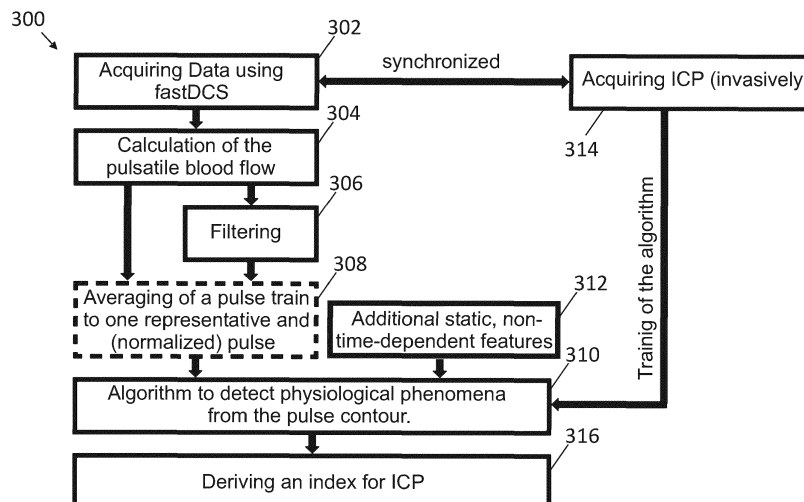 300
302
Acquiring Data using
fastDCS
synchronized
Acquiring ICP (invasively
314
304
Calculation of the
pulsatile blood flow
306
Filtering
Trainig of the algorithm
308
Averaging of a pulse train
to one representative and
(normalized) pulse
312
Additional static, non-
time-dependent features
310
Algorithm to detect physiological phenomena
from the pulse contour.
316
Deriving an index for ICP